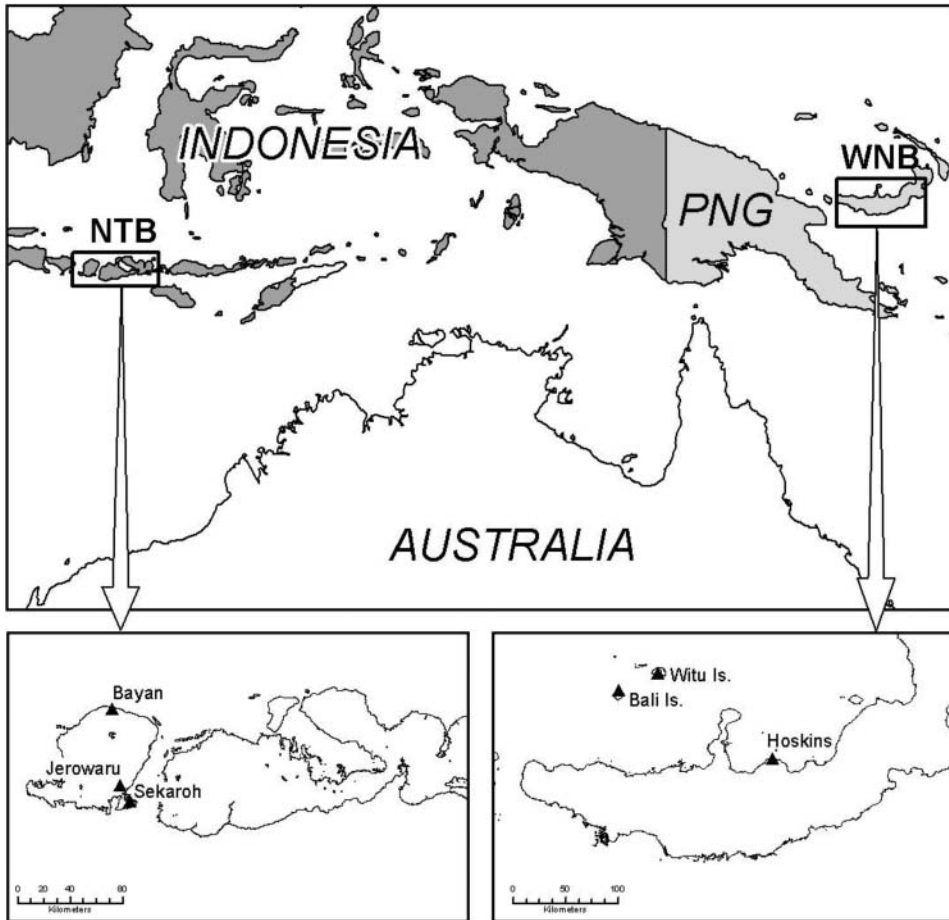 INDONESIA
WNB
PNG
NTB
AUSTRALIA
Bayan
Jerowaru
Sekaroh
0 20 40 60 80
Kilometers
Witu Is.
Bali Is.
Hoskins
0 50 100
Kilometers